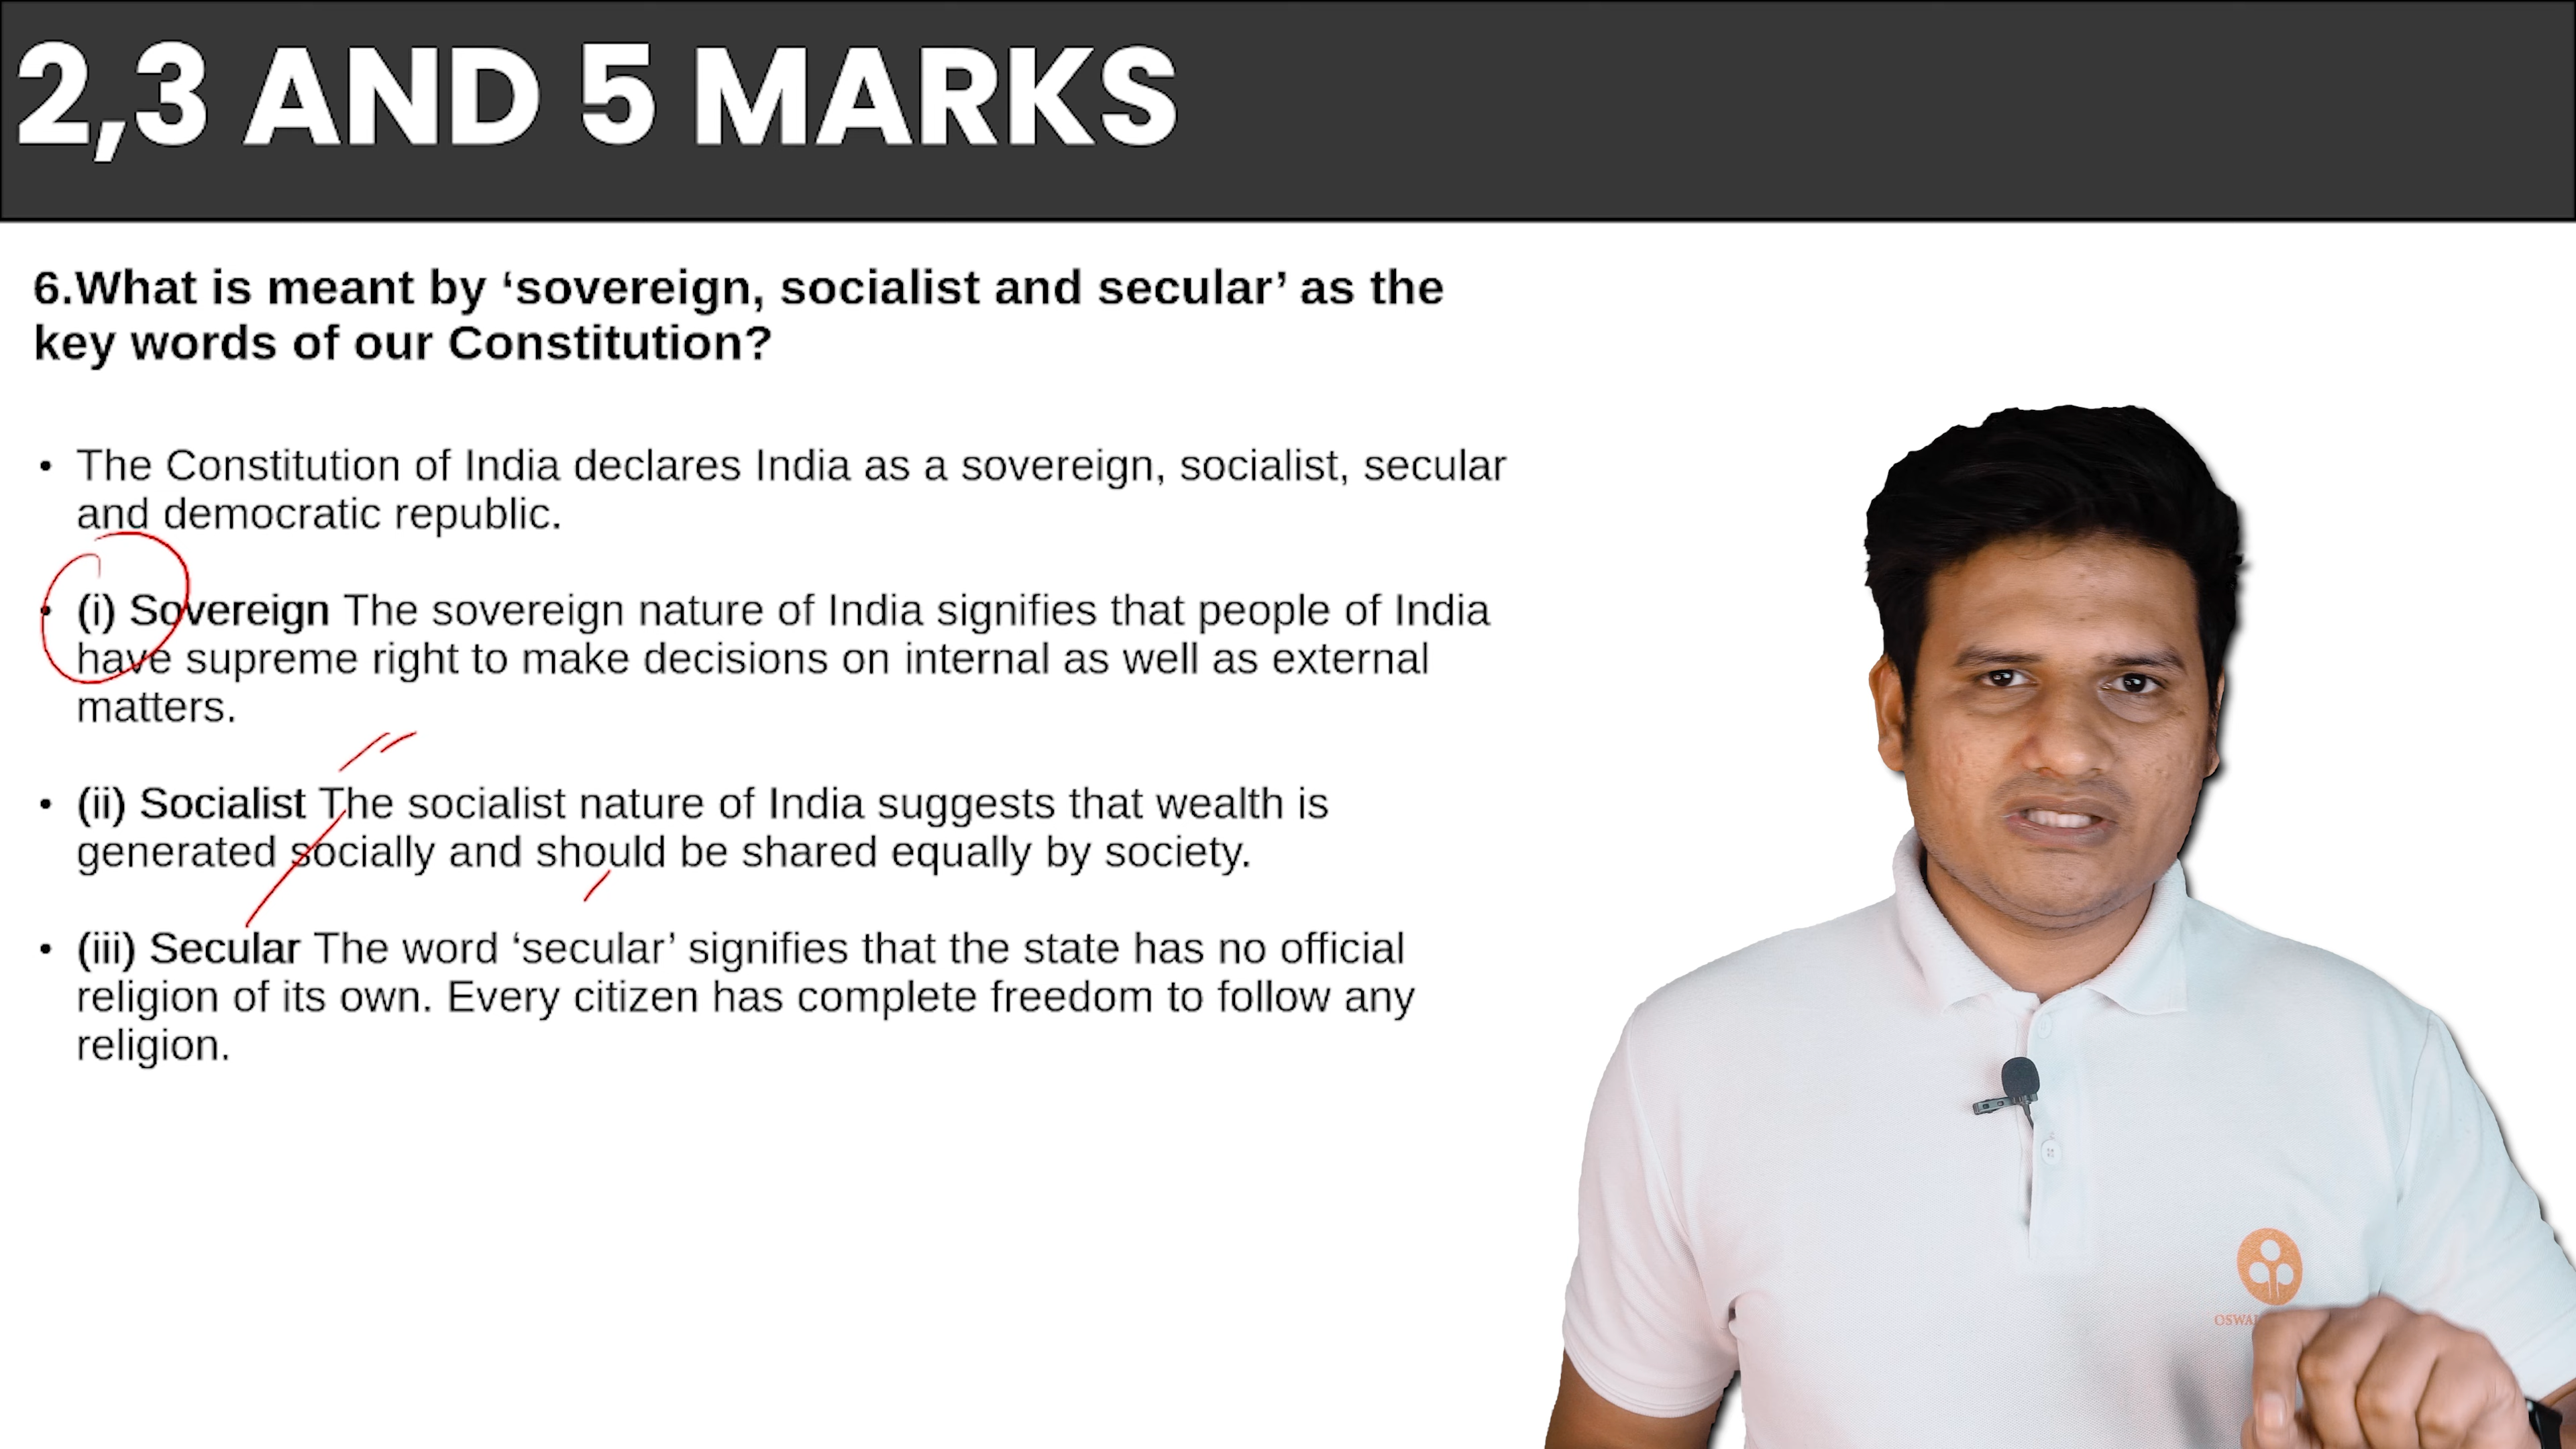 2,3 AND 5 MARKS
6.What is meant by ‘sovereign, socialist and secular’ as the
key words of our Constitution?
• The Constitution of India declares India as a sovereign, socialist, secular
and democratic republic.
• (i) Sovereign The sovereign nature of India signifies that people of India
have supreme right to make decisions on internal as well as external
matters.
• (ii) Socialist The socialist nature of India suggests that wealth is
generated socially and should be shared equally by society.
• (iii) Secular The word ‘secular’ signifies that the state has no official
religion of its own. Every citizen has complete freedom to follow any
religion.